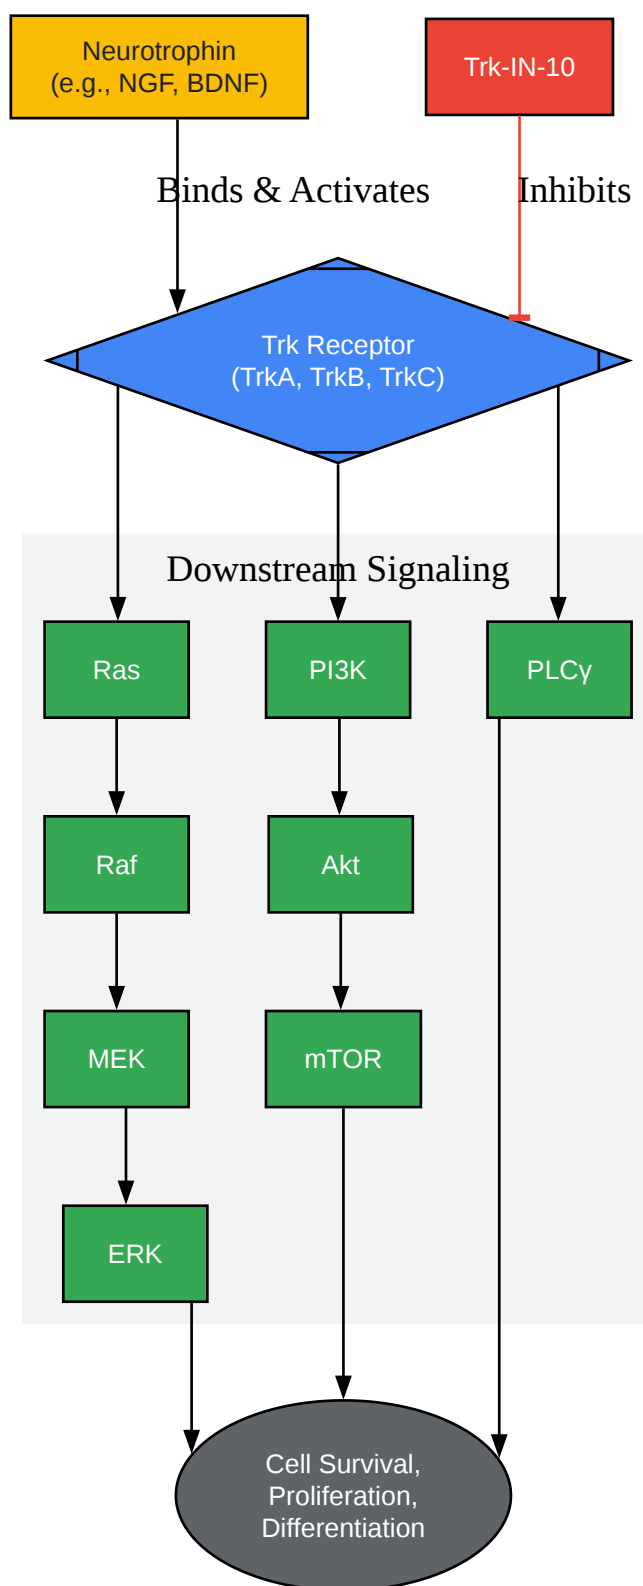 Neurotrophin
(e.g., NGF, BDNF)
Trk-IN-10
Binds & Activates
Inhibits
Trk Receptor
(TrkA, TrkB, TrkC)
Downstream Signaling
Ras
PI3K
PLCγ
Raf
Akt
MEK
mTOR
ERK
Cell Survival,
Proliferation,
Differentiation